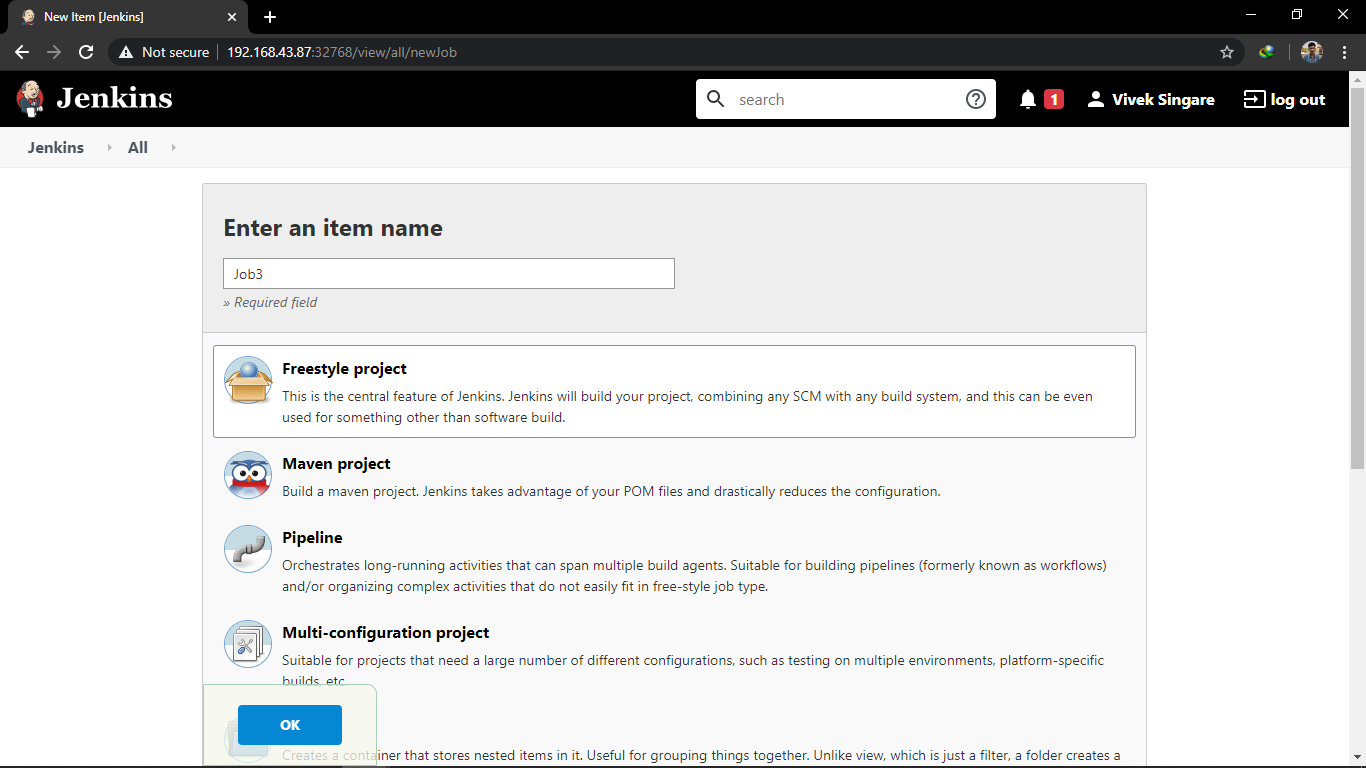 New Item [Jenkins]
Not secure 192.168.43.87:32768/view/all/newJob
Jenkins
search
1
Vivek Singare
log out
Jenkins
All
Enter an item name
Job3
» Required field
Freestyle project
This is the central feature of Jenkins. Jenkins will build your project, combining any SCM with any build system, and this can be even
used for something other than software build.
Maven project
Build a maven project. Jenkins takes advantage of your POM files and drastically reduces the configuration.
Pipeline
Orchestrates long-running activities that can span multiple build agents. Suitable for building pipelines (formerly known as workflows)
and/or organizing complex activities that do not easily fit in free-style job type.
Multi-configuration project
Suitable for projects that need a large number of different configurations, such as testing on multiple environments, platform-specific
builds, etc.
OK
Creates a container that stores nested items in it. Useful for grouping things together. Unlike view, which is just a filter, a folder creates a